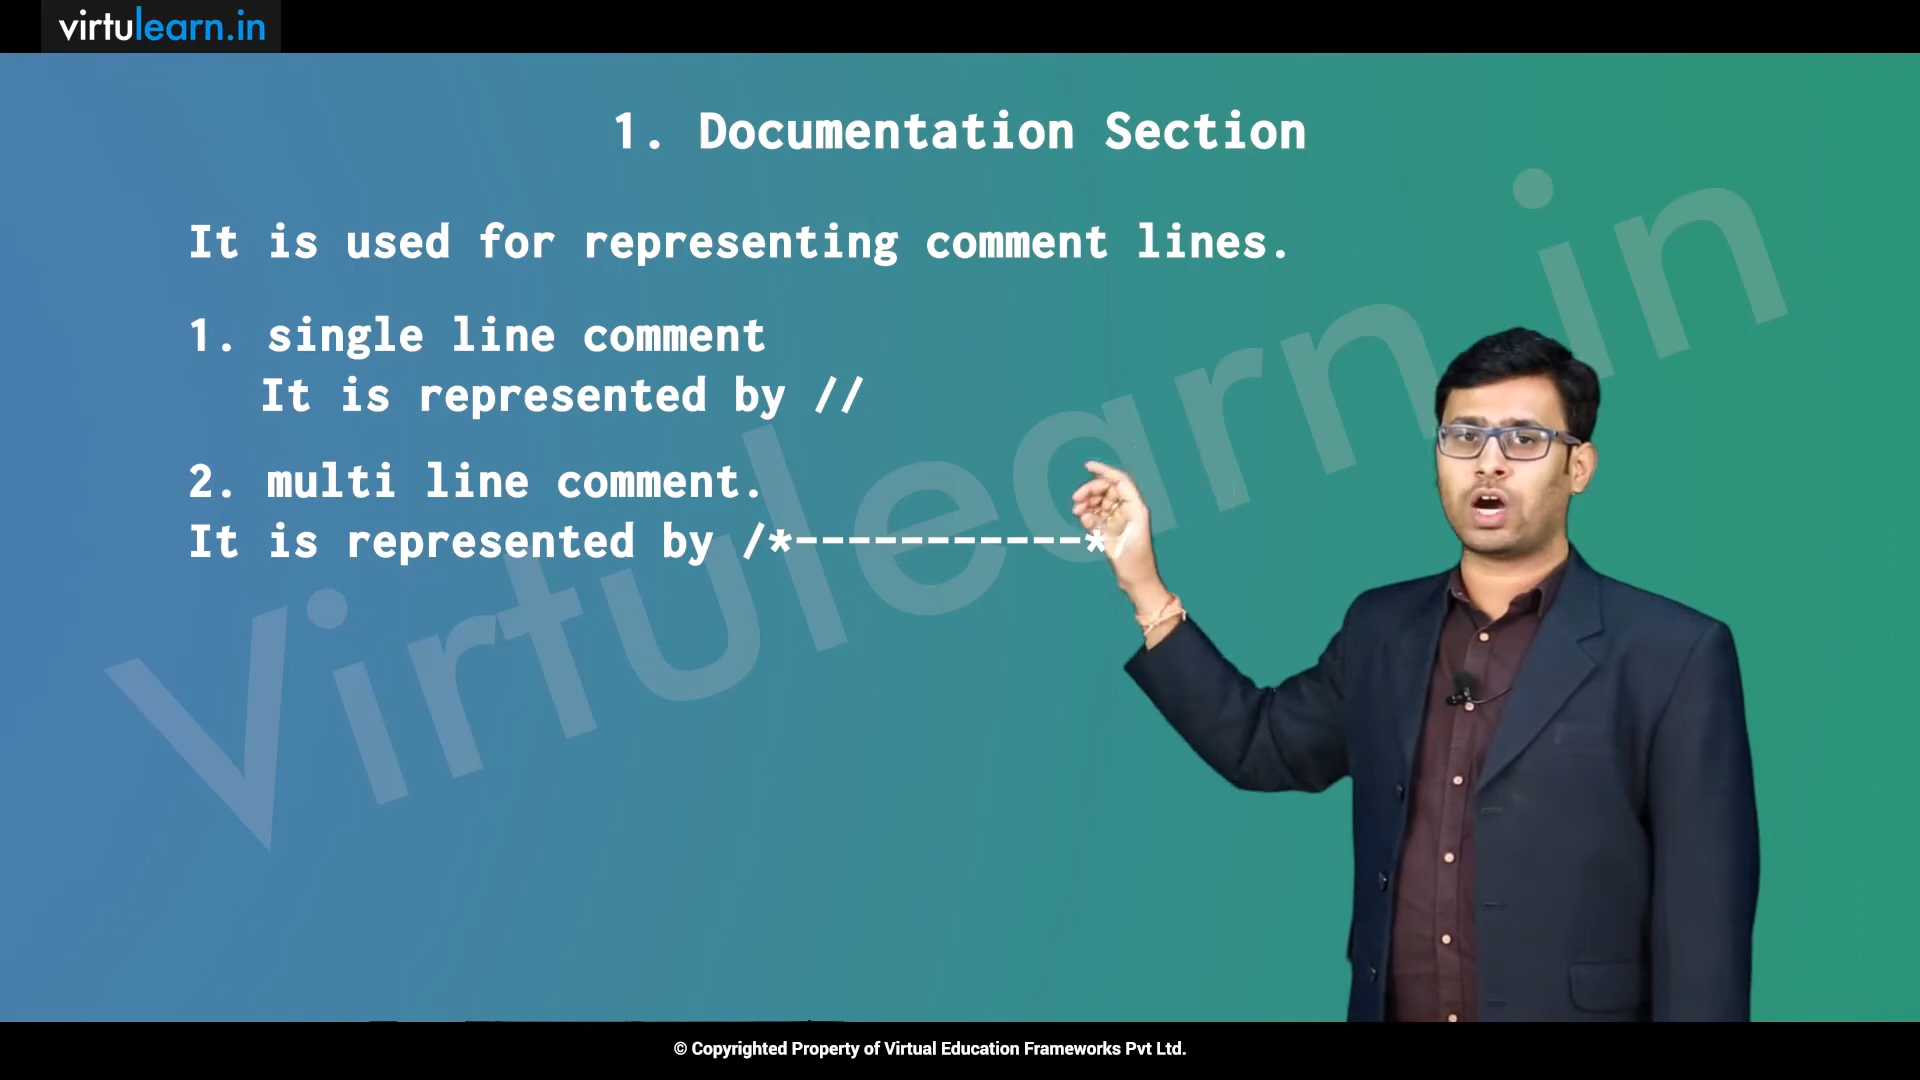 virtulearn.in
1. Documentation Section
It is used for representing comment lines.
1. single line comment
It is represented by //
2. multi line comment.
It is represented by /*-----------*/
Virtulearn.in
© Copyrighted Property of Virtual Education Frameworks Pvt Ltd.